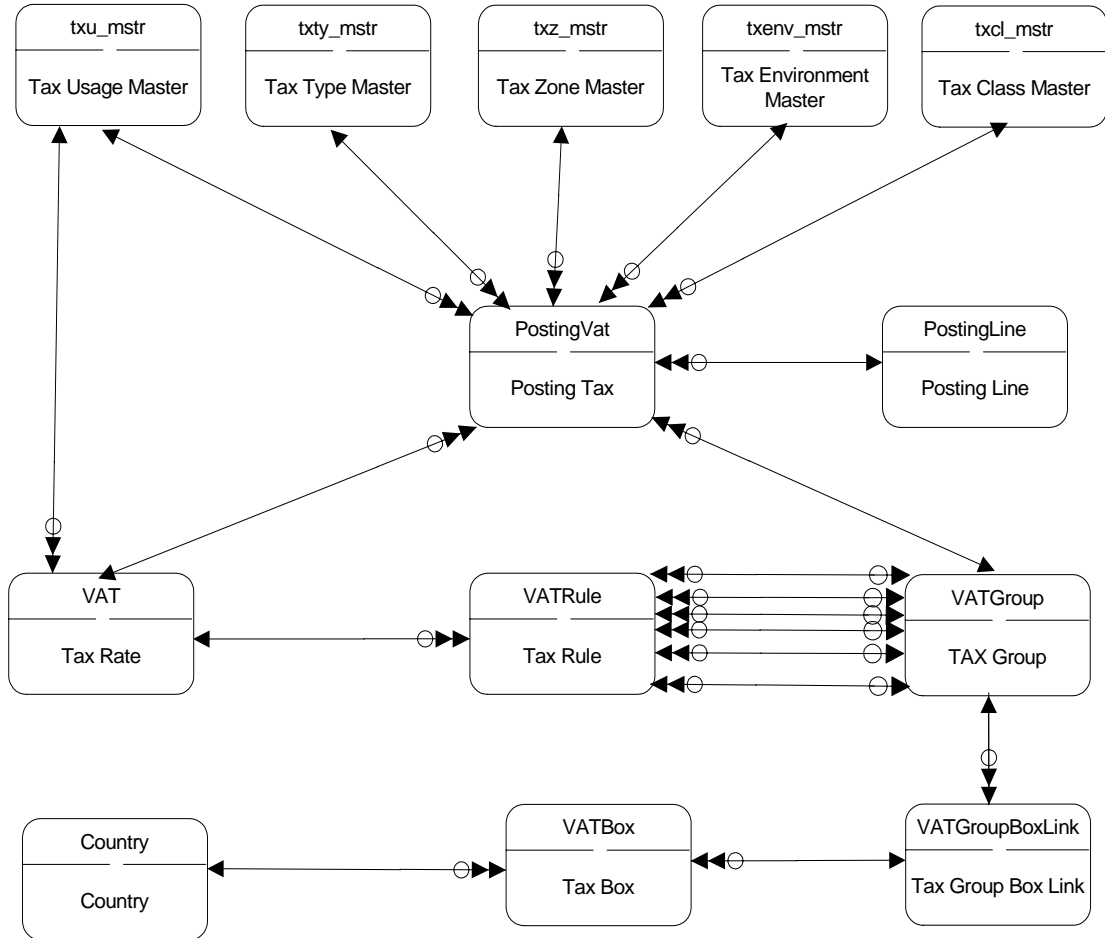 txu_mstr
Tax Usage Master
txty_mstr
Tax Type Master
txz_mstr
Tax Zone Master
txenv_mstr
Tax Environment
Master
txcl_mstr
Tax Class Master
PostingVat
Posting Tax
PostingLine
Posting Line
VAT
Tax Rate
VATRule
Tax Rule
VATGroup
TAX Group
Country
Country
VATBox
Tax Box
VATGroupBoxLink
Tax Group Box Link